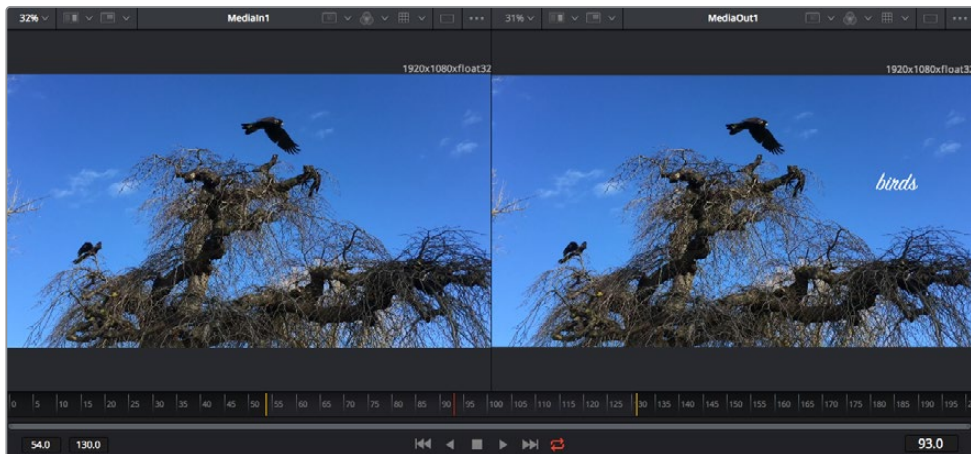 32% MediaIn1 31% MediaOut1
1920x1080xfloat32 1920x1080xfloat32
birds
0 5 10 15 20 25 30 35 40 45 50 55 60 65 70 75 80 85 90 95 100 105 110 115 120 125 30 135 140 145 150 155 160 165 170 175 180 185 190 195
54.0 130.0 93.0